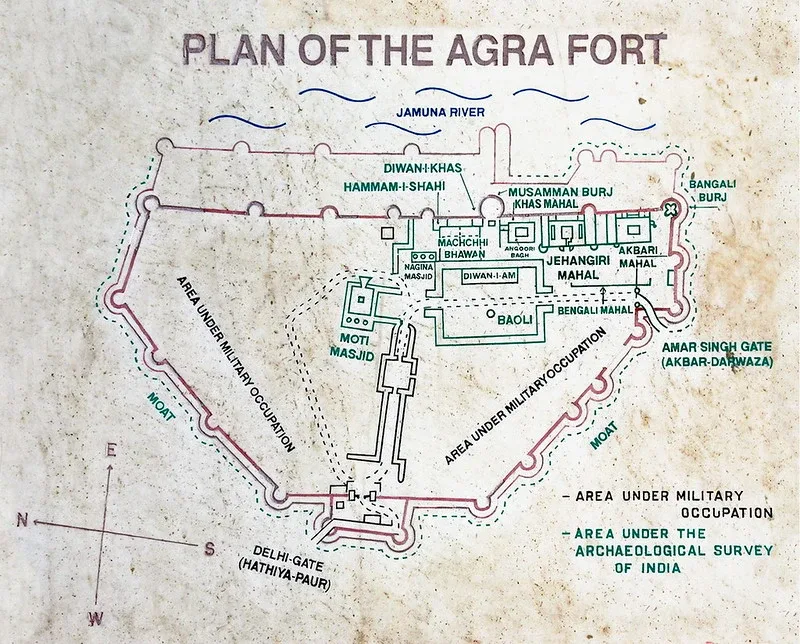 PLAN OF THE AGRA FORT
JAMUNA RIVER
DIWAN-I-KHAS
HAMMAM-I-SHAHI
MUSAMMAN BURJ
KHAS MAHAL
BANGALI
BURJ
MACHCHHI
BHAWAN
ANGOORI
BAGH
JEHANGIRI
MAHAL
AKBARI
MAHAL
NAGINA
MASJID
DIWAN-I-AM
BAOLI
BENGALI MAHAL
MOTI
MASJID
AMAR SINGH GATE
(AKBAR-DARWAZA)
AREA UNDER MILITARY OCCUPATION
AREA UNDER MILITARY OCCUPATION
MOAT
MOAT
E
N
S
W
DELHI-GATE
(HATHIYA-PAUR)
- AREA UNDER MILITARY
OCCUPATION
- AREA UNDER THE
ARCHAEOLOGICAL SURVEY
OF INDIA